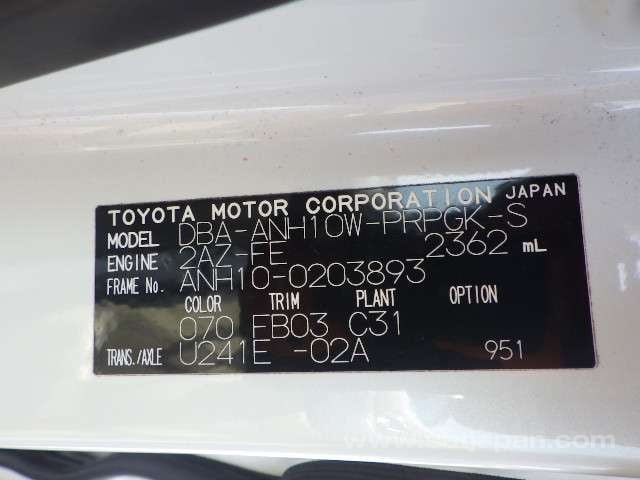 TOYOTA MOTOR CORPORATION JAPAN
MODEL DBA-ANH10W-PRPGK-S
ENGINE 2AZ-FE 2362 mL
FRAME No. ANH10-0203893
COLOR TRIM PLANT OPTION
070 FB03 C31
TRANS./AXLE U241E -02A 951